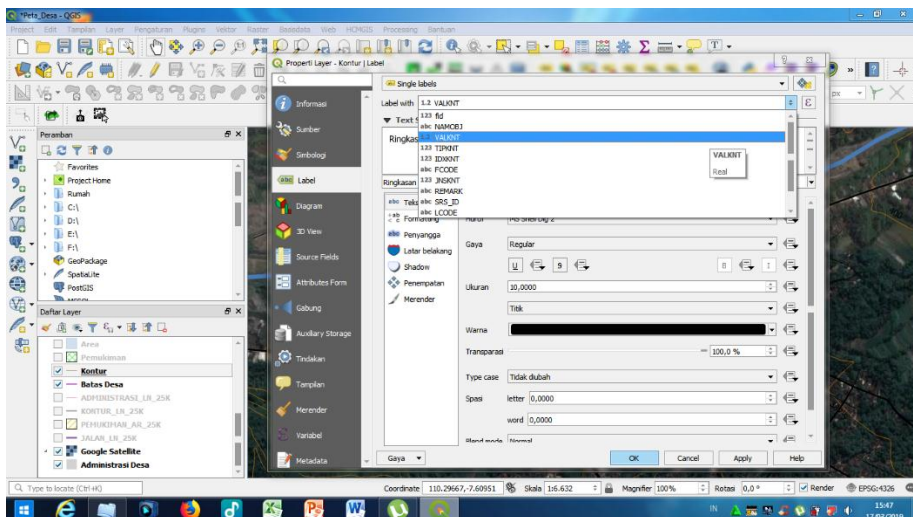 *Peta_Desa - QGIS
Project Edit Tampilan Layer Pengaturan Plugins Vektor Raster Basisdata Web HCMGIS Processing Bantuan
Properti Layer - Kontur | Label
Single labels
Informasi
Sumber
Simbologi
Label
Diagram
3D View
Source Fields
Attributes Form
Gabung
Auxiliary Storage
Tindakan
Tampilan
Merender
Variabel
Metadata
Label with 1.2 VALKNT
123 fid
abc NAMOBJ
1.2 VALKNT
123 TIPKNT
123 IDXKNT
abc FCODE
123 JNSKNT
abc REMARK
abc SRS_ID
abc LCODE
VALKNT
Real
Ringkasan
Formatting
Penyangga
Latar belakang
Shadow
Penempatan
Merender
Gaya Regular
U S B I
Ukuran 10,0000
Titik
Warna
Transparasi 100,0 %
Type case Tidak diubah
Spasi letter 0,0000
word 0,0000
Blend mode Normal
Gaya
OK Cancel Apply Help
Peramban
Favorites
Project Home
Rumah
C:\
D:\
E:\
F:\
GeoPackage
SpatiaLite
PostGIS
MSSQL
Daftar Layer
Area
Pemukiman
Kontur
Batas Desa
ADMINISTRASI_LN_25K
KONTUR_LN_25K
PEMUKIMAN_AR_25K
JALAN_LN_25K
Google Satellite
Administrasi Desa
Type to locate (Ctrl+K)
Coordinate 110.29667,-7.60951 Skala 1:6.632 Magnifier 100% Rotasi 0,0 ° Render EPSG:4326
IN 15:47
17/03/2019